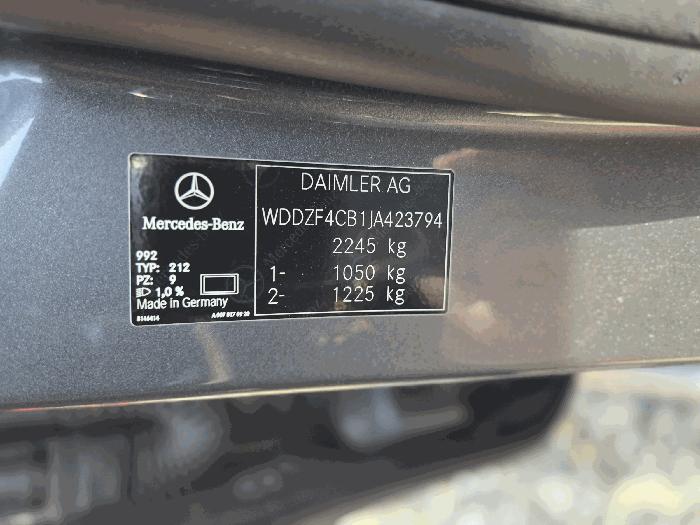 Mercedes-Benz
992
TYP: 212
PZ: 9
1,0 %
Made in Germany
DAIMLER AG
WDDZF4CB1JA423794
2245 kg
1- 1050 kg
2- 1225 kg